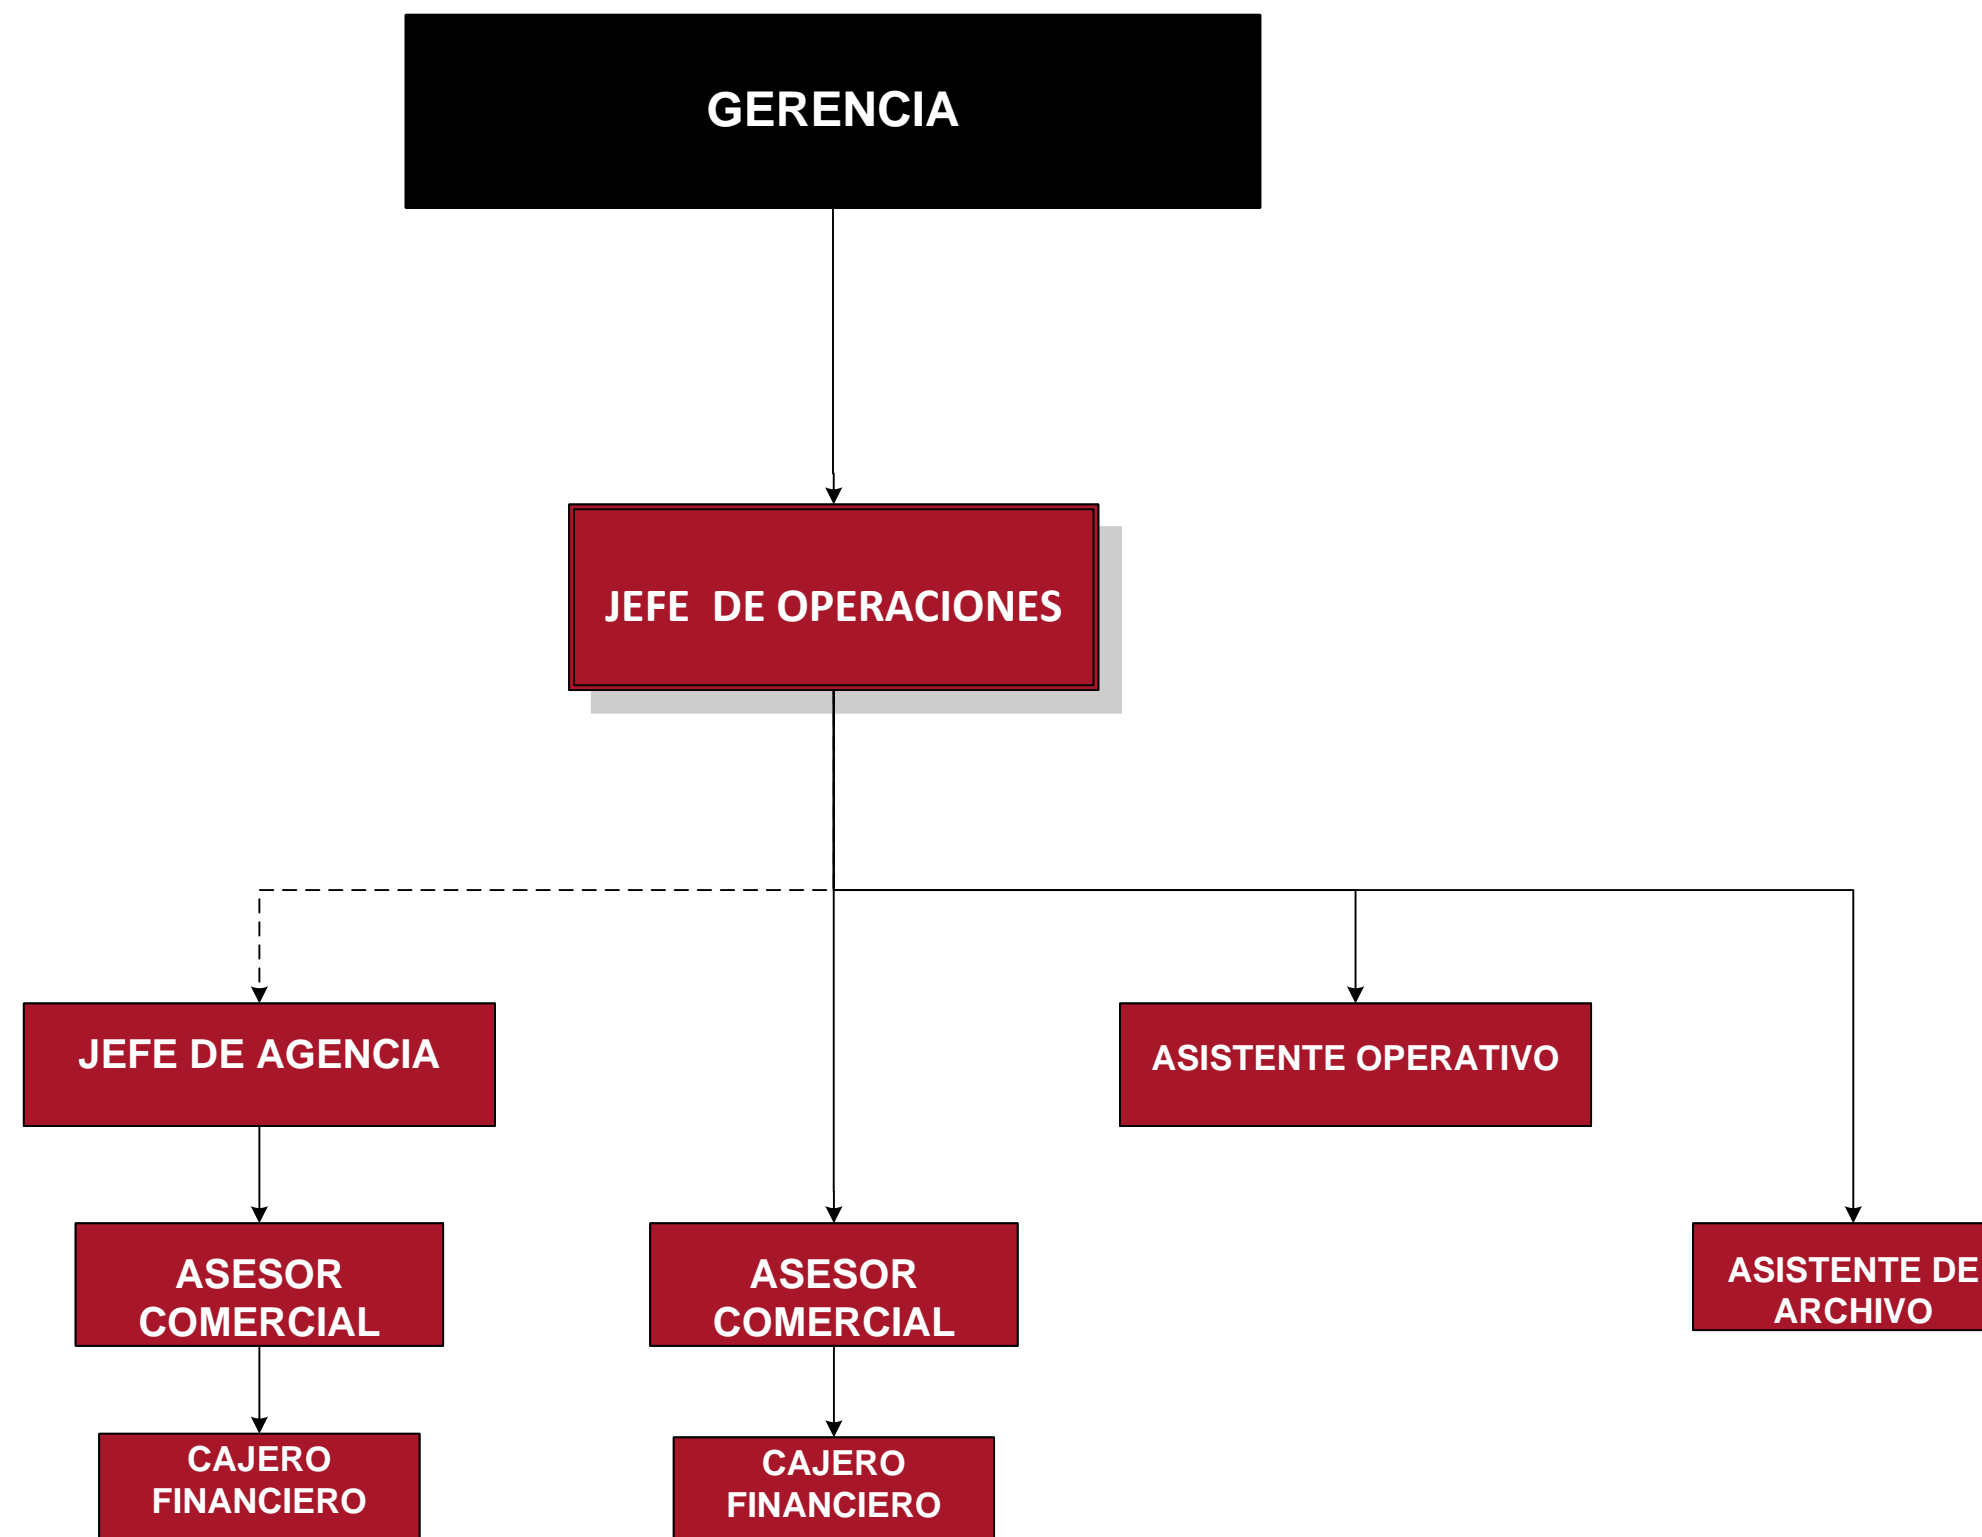 GERENCIA
JEFE  DE OPERACIONES
JEFE DE AGENCIA
ASISTENTE OPERATIVO
ASESOR
COMERCIAL
ASESOR
COMERCIAL
ASISTENTE DE
ARCHIVO
CAJERO
FINANCIERO
CAJERO
FINANCIERO